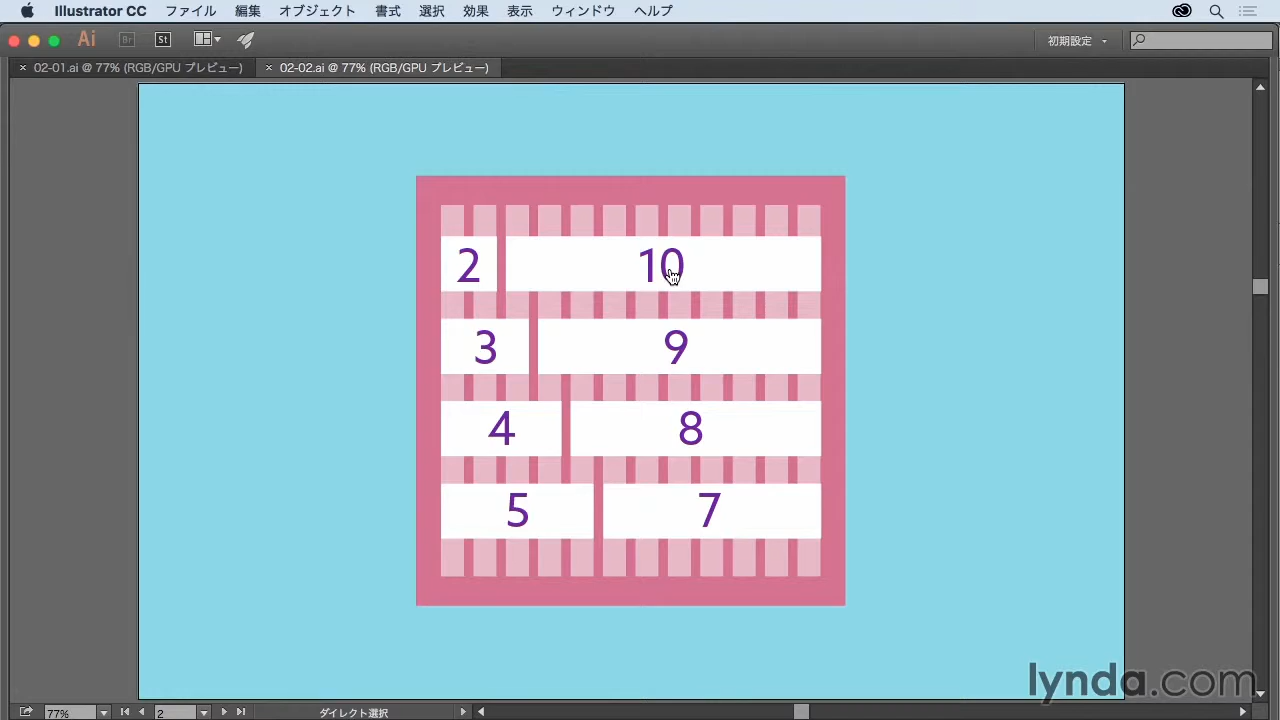 Illustrator CC ファイル 編集 オブジェクト 書式 選択 効果 表示 ウィンドウ ヘルプ
Ai Br St 初期設定
× 02-01.ai @ 77% (RGB/GPU プレビュー) × 02-02.ai @ 77% (RGB/GPU プレビュー)
2 10
3 9
4 8
5 7
lynda.com
77% 2 ダイレクト選択